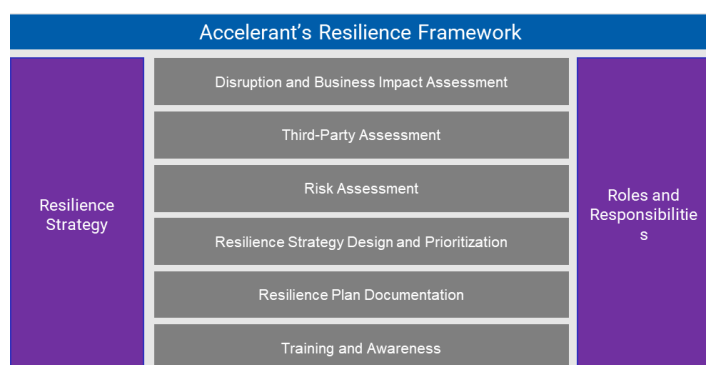 Accelerant’s Resilience Framework
Resilience
Strategy
Disruption and Business Impact Assessment
Third-Party Assessment
Risk Assessment
Resilience Strategy Design and Prioritization
Resilience Plan Documentation
Training and Awareness
Roles and
Responsibilitie
s